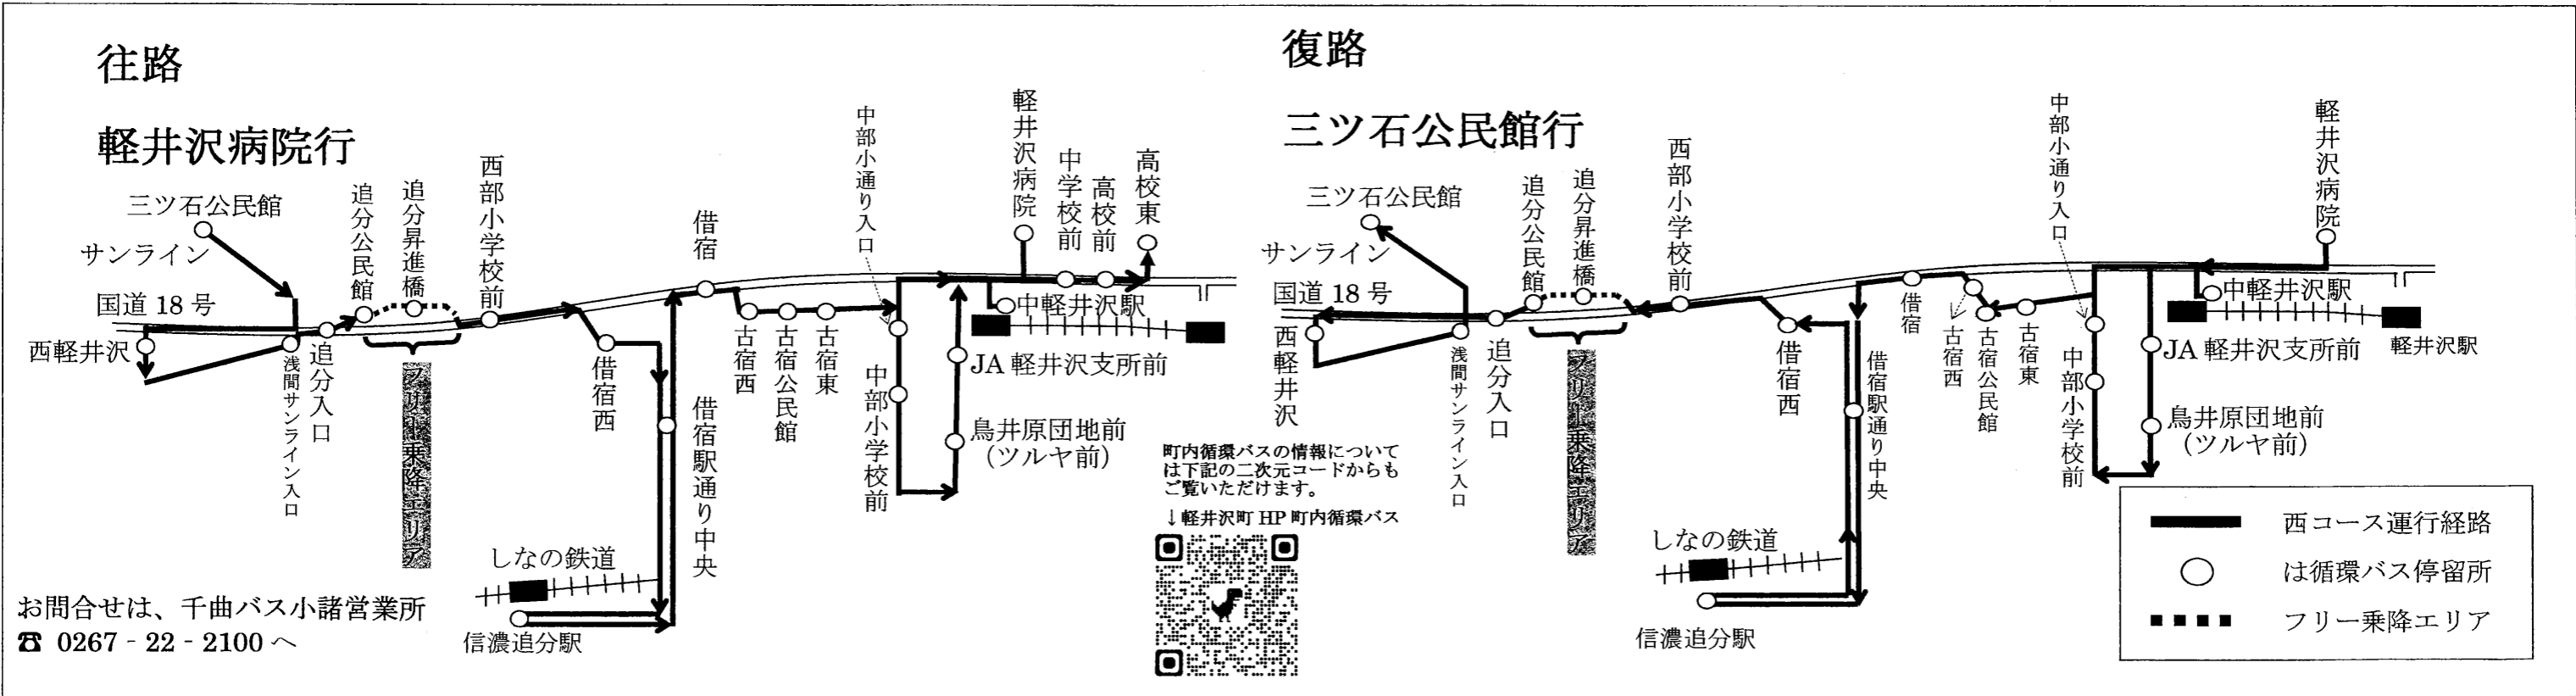 往路
軽井沢病院行
三ツ石公民館
サンライン
国道18号
西軽井沢
浅間サンライン入口
追分入口
追分公民館
追分昇進橋
フリー乗降エリア
西部小学校前
借宿西
借宿駅通り中央
しなの鉄道
信濃追分駅
借宿
古宿西
古宿公民館
古宿東
中部小通り入口
中部小学校前
鳥井原団地前
(ツルヤ前)
JA軽井沢支所前
中軽井沢駅
軽井沢病院
中学校前
高校前
高校東
お問合せは、千曲バス小諸営業所
☎ 0267 - 22 - 2100 へ
町内循環バスの情報について
は下記の二次元コードからも
ご覧いただけます。
↓軽井沢町 HP 町内循環バス
復路
三ツ石公民館行
軽井沢病院
中軽井沢駅
軽井沢駅
JA軽井沢支所前
鳥井原団地前
(ツルヤ前)
中部小学校前
中部小通り入口
古宿東
古宿公民館
古宿西
借宿
借宿駅通り中央
しなの鉄道
信濃追分駅
借宿西
西部小学校前
追分昇進橋
追分公民館
フリー乗降エリア
追分入口
浅間サンライン入口
西軽井沢
国道18号
サンライン
三ツ石公民館
西コース運行経路
は循環バス停留所
フリー乗降エリア